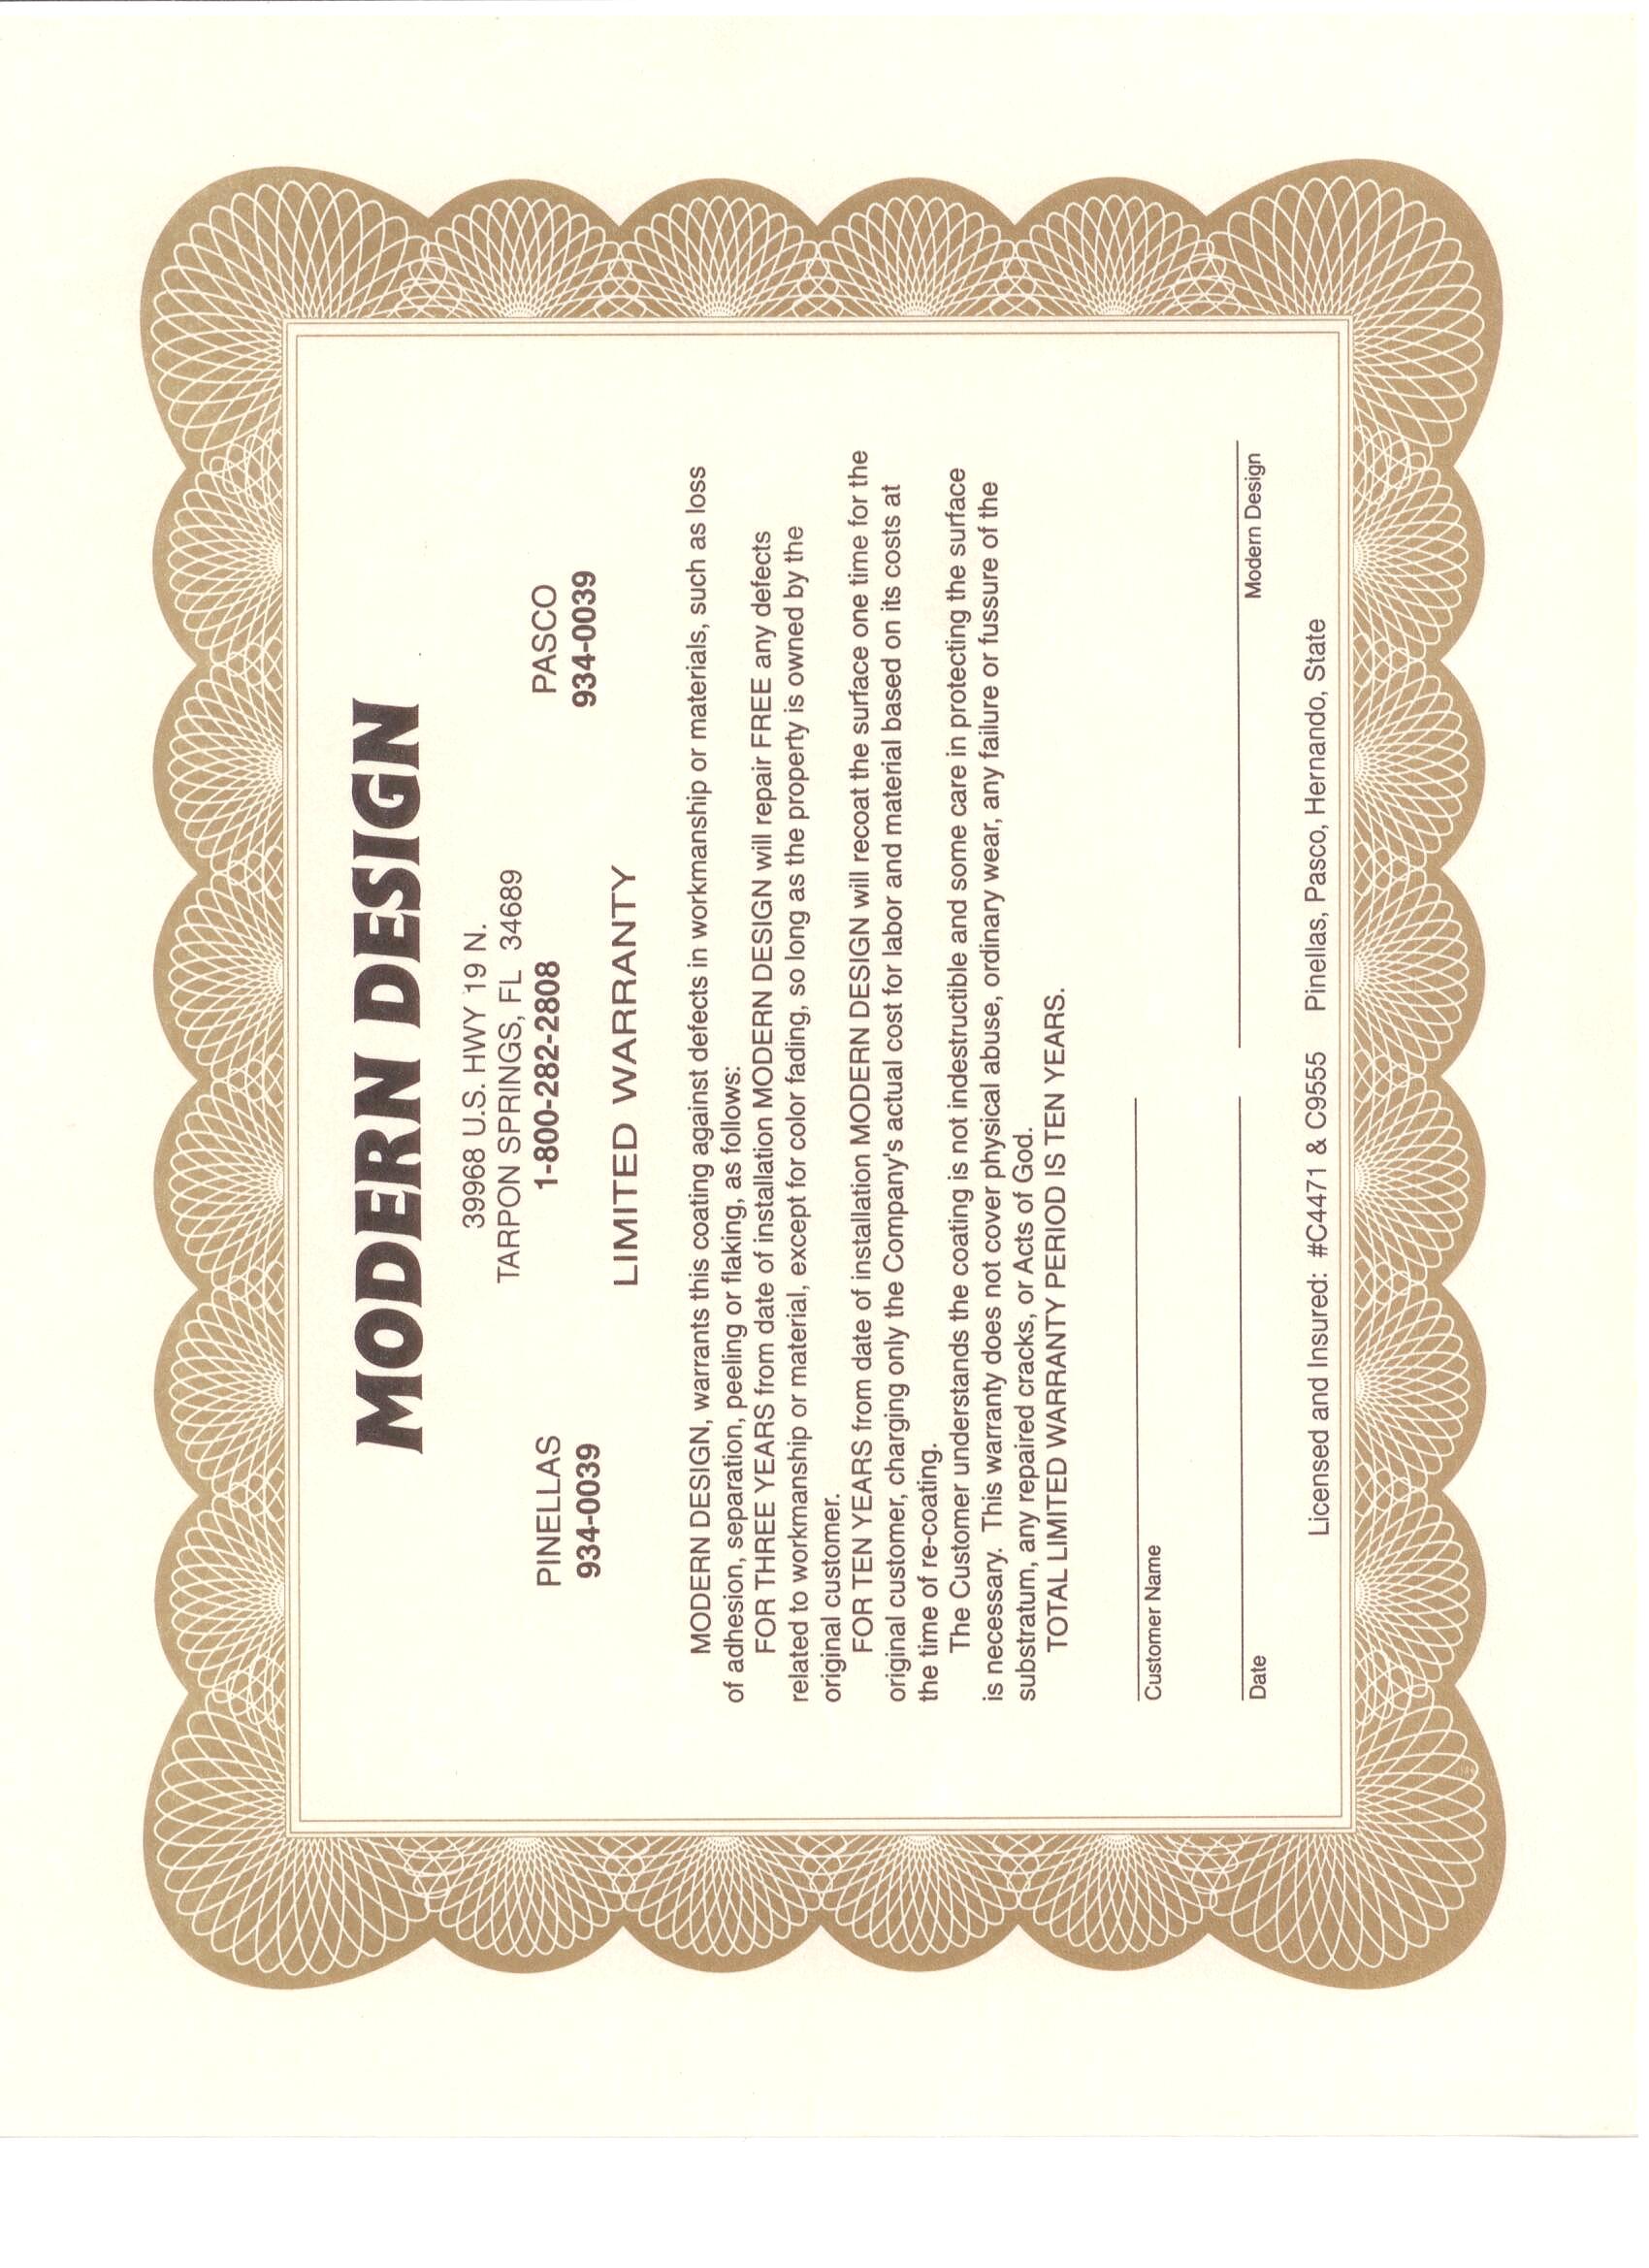 MODERN DESIGN
39968 U.S. HWY 19 N.
TARPON SPRINGS, FL 34689
PINELLAS 1-800-282-2808 PASCO
934-0039 934-0039
LIMITED WARRANTY
MODERN DESIGN, warrants this coating against defects in workmanship or materials, such as loss
of adhesion, separation, peeling or flaking, as follows:
FOR THREE YEARS from date of installation MODERN DESIGN will repair FREE any defects
related to workmanship or material, except for color fading, so long as the property is owned by the
original customer.
FOR TEN YEARS from date of installation MODERN DESIGN will recoat the surface one time for the
original customer, charging only the Company's actual cost for labor and material based on its costs at
the time of re-coating.
The Customer understands the coating is not indestructible and some care in protecting the surface
is necessary. This warranty does not cover physical abuse, ordinary wear, any failure or fussure of the
substratum, any repaired cracks, or Acts of God.
TOTAL LIMITED WARRANTY PERIOD IS TEN YEARS.
Customer Name
Date Modern Design
Licensed and Insured: #C4471 & C9555 Pinellas, Pasco, Hernando, State